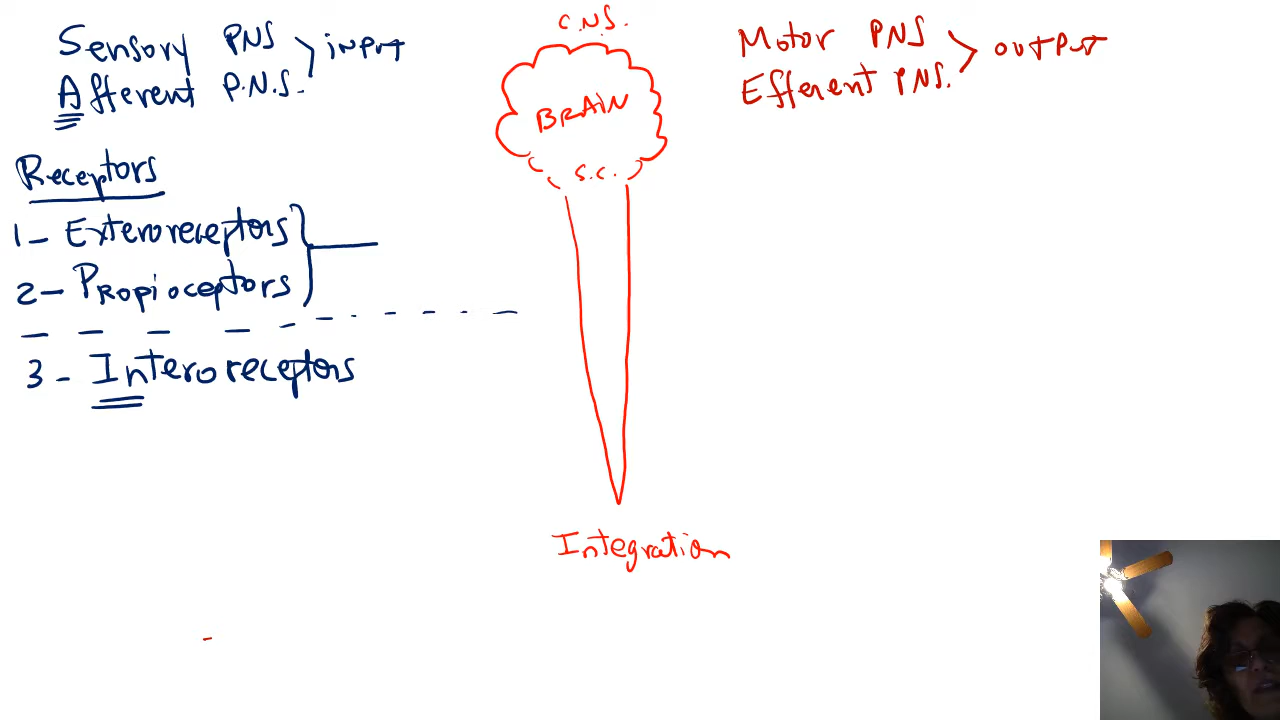 Sensory PNS
Afferent P.N.S.
input
Receptors
1- Exteroreceptors
2- Propioceptors
3- Interoreceptors
C.N.S.
BRAIN
S.C.
Integration
Motor PNS
Efferent PNS.
output